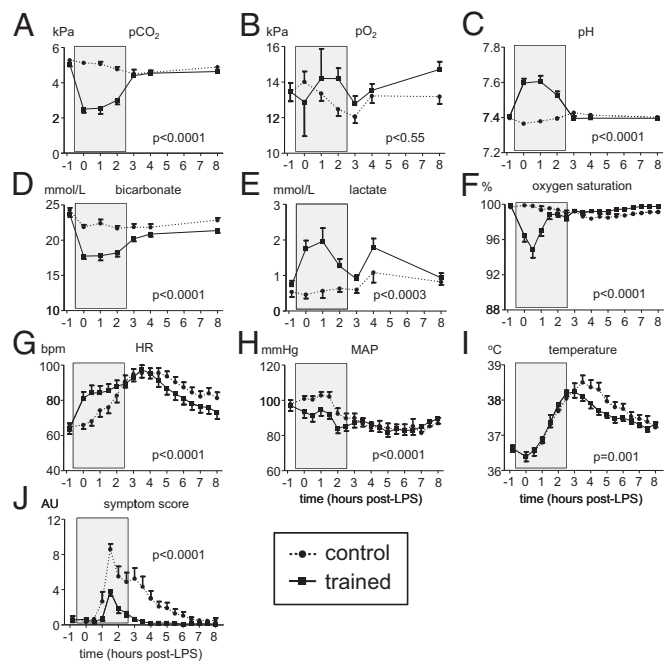 A kPa pCO2
6
4
2
0
-1 0 1 2 3 4 5 6 7 8
p<0.0001
B kPa pO2
16
14
12
10
-1 0 1 2 3 4 5 6 7 8
p<0.55
C pH
7.6
7.4
7.2
-1 0 1 2 3 4 5 6 7 8
p<0.0001
D mmol/L bicarbonate
25
20
15
10
-1 0 1 2 3 4 5 6 7 8
p<0.0001
E mmol/L lactate
3
2
1
0
-1 0 1 2 3 4 5 6 7 8
p<0.0003
F % oxygen saturation
100
96
92
88
-1 0 1 2 3 4 5 6 7 8
p<0.0001
G bpm HR
100
80
60
40
-1 0 1 2 3 4 5 6 7 8
p<0.0001
H mmHg MAP
120
100
80
60
-1 0 1 2 3 4 5 6 7 8
p<0.0001
time (hours post-LPS)
I ºC temperature
39
38
37
36
-1 0 1 2 3 4 5 6 7 8
p=0.001
time (hours post-LPS)
J AU symptom score
12
8
4
0
-1 0 1 2 3 4 5 6 7 8
p<0.0001
time (hours post-LPS)
control
trained